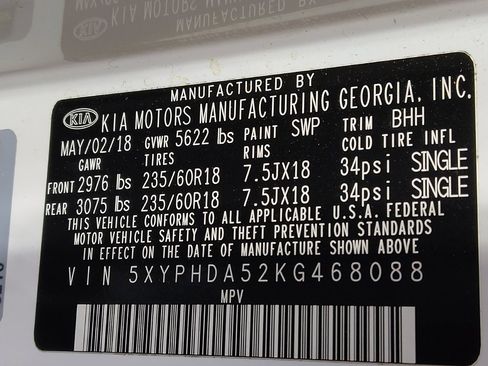 MANUFACTURED BY
KIA KIA MOTORS MANUFACTURING GEORGIA, INC.
MAY/02/18 GVWR 5622 lbs PAINT SWP TRIM BHH
GAWR TIRES RIMS COLD TIRE INFL
FRONT 2976 lbs 235/60R18 7.5JX18 34psi SINGLE
REAR 3075 lbs 235/60R18 7.5JX18 34psi SINGLE
THIS VEHICLE CONFORMS TO ALL APPLICABLE U.S.A. FEDERAL
MOTOR VEHICLE SAFETY AND THEFT PREVENTION STANDARDS
IN EFFECT ON THE DATE OF MANUFACTURE SHOWN ABOVE.
VIN 5XYPHDA52KG468088
MPV